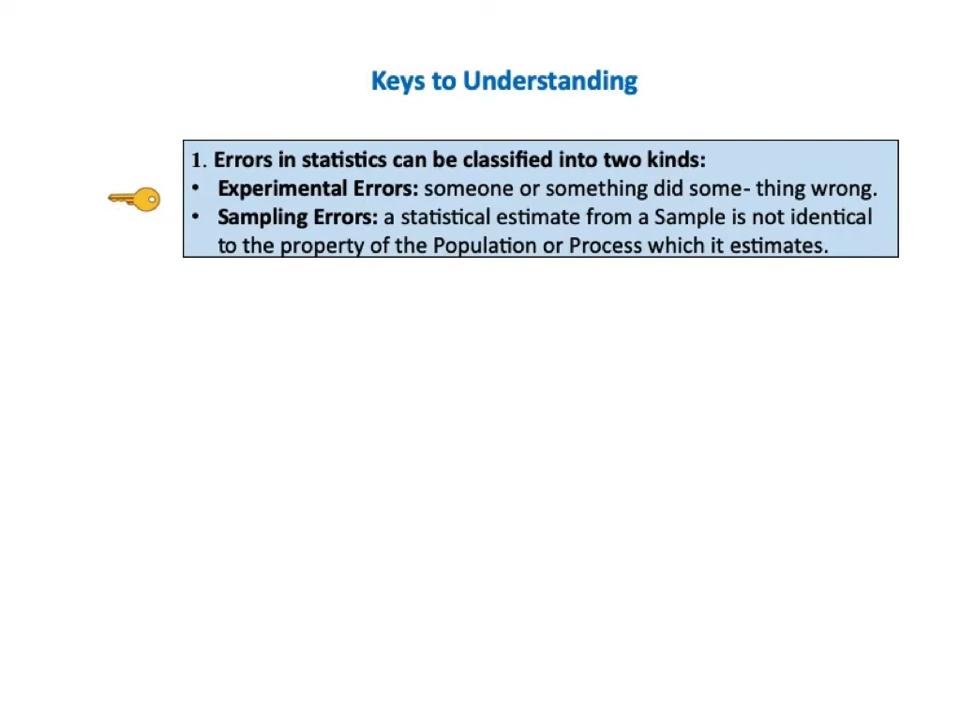 Keys to Understanding
1. Errors in statistics can be classified into two kinds:
• Experimental Errors: someone or something did some- thing wrong.
• Sampling Errors: a statistical estimate from a Sample is not identical
to the property of the Population or Process which it estimates.